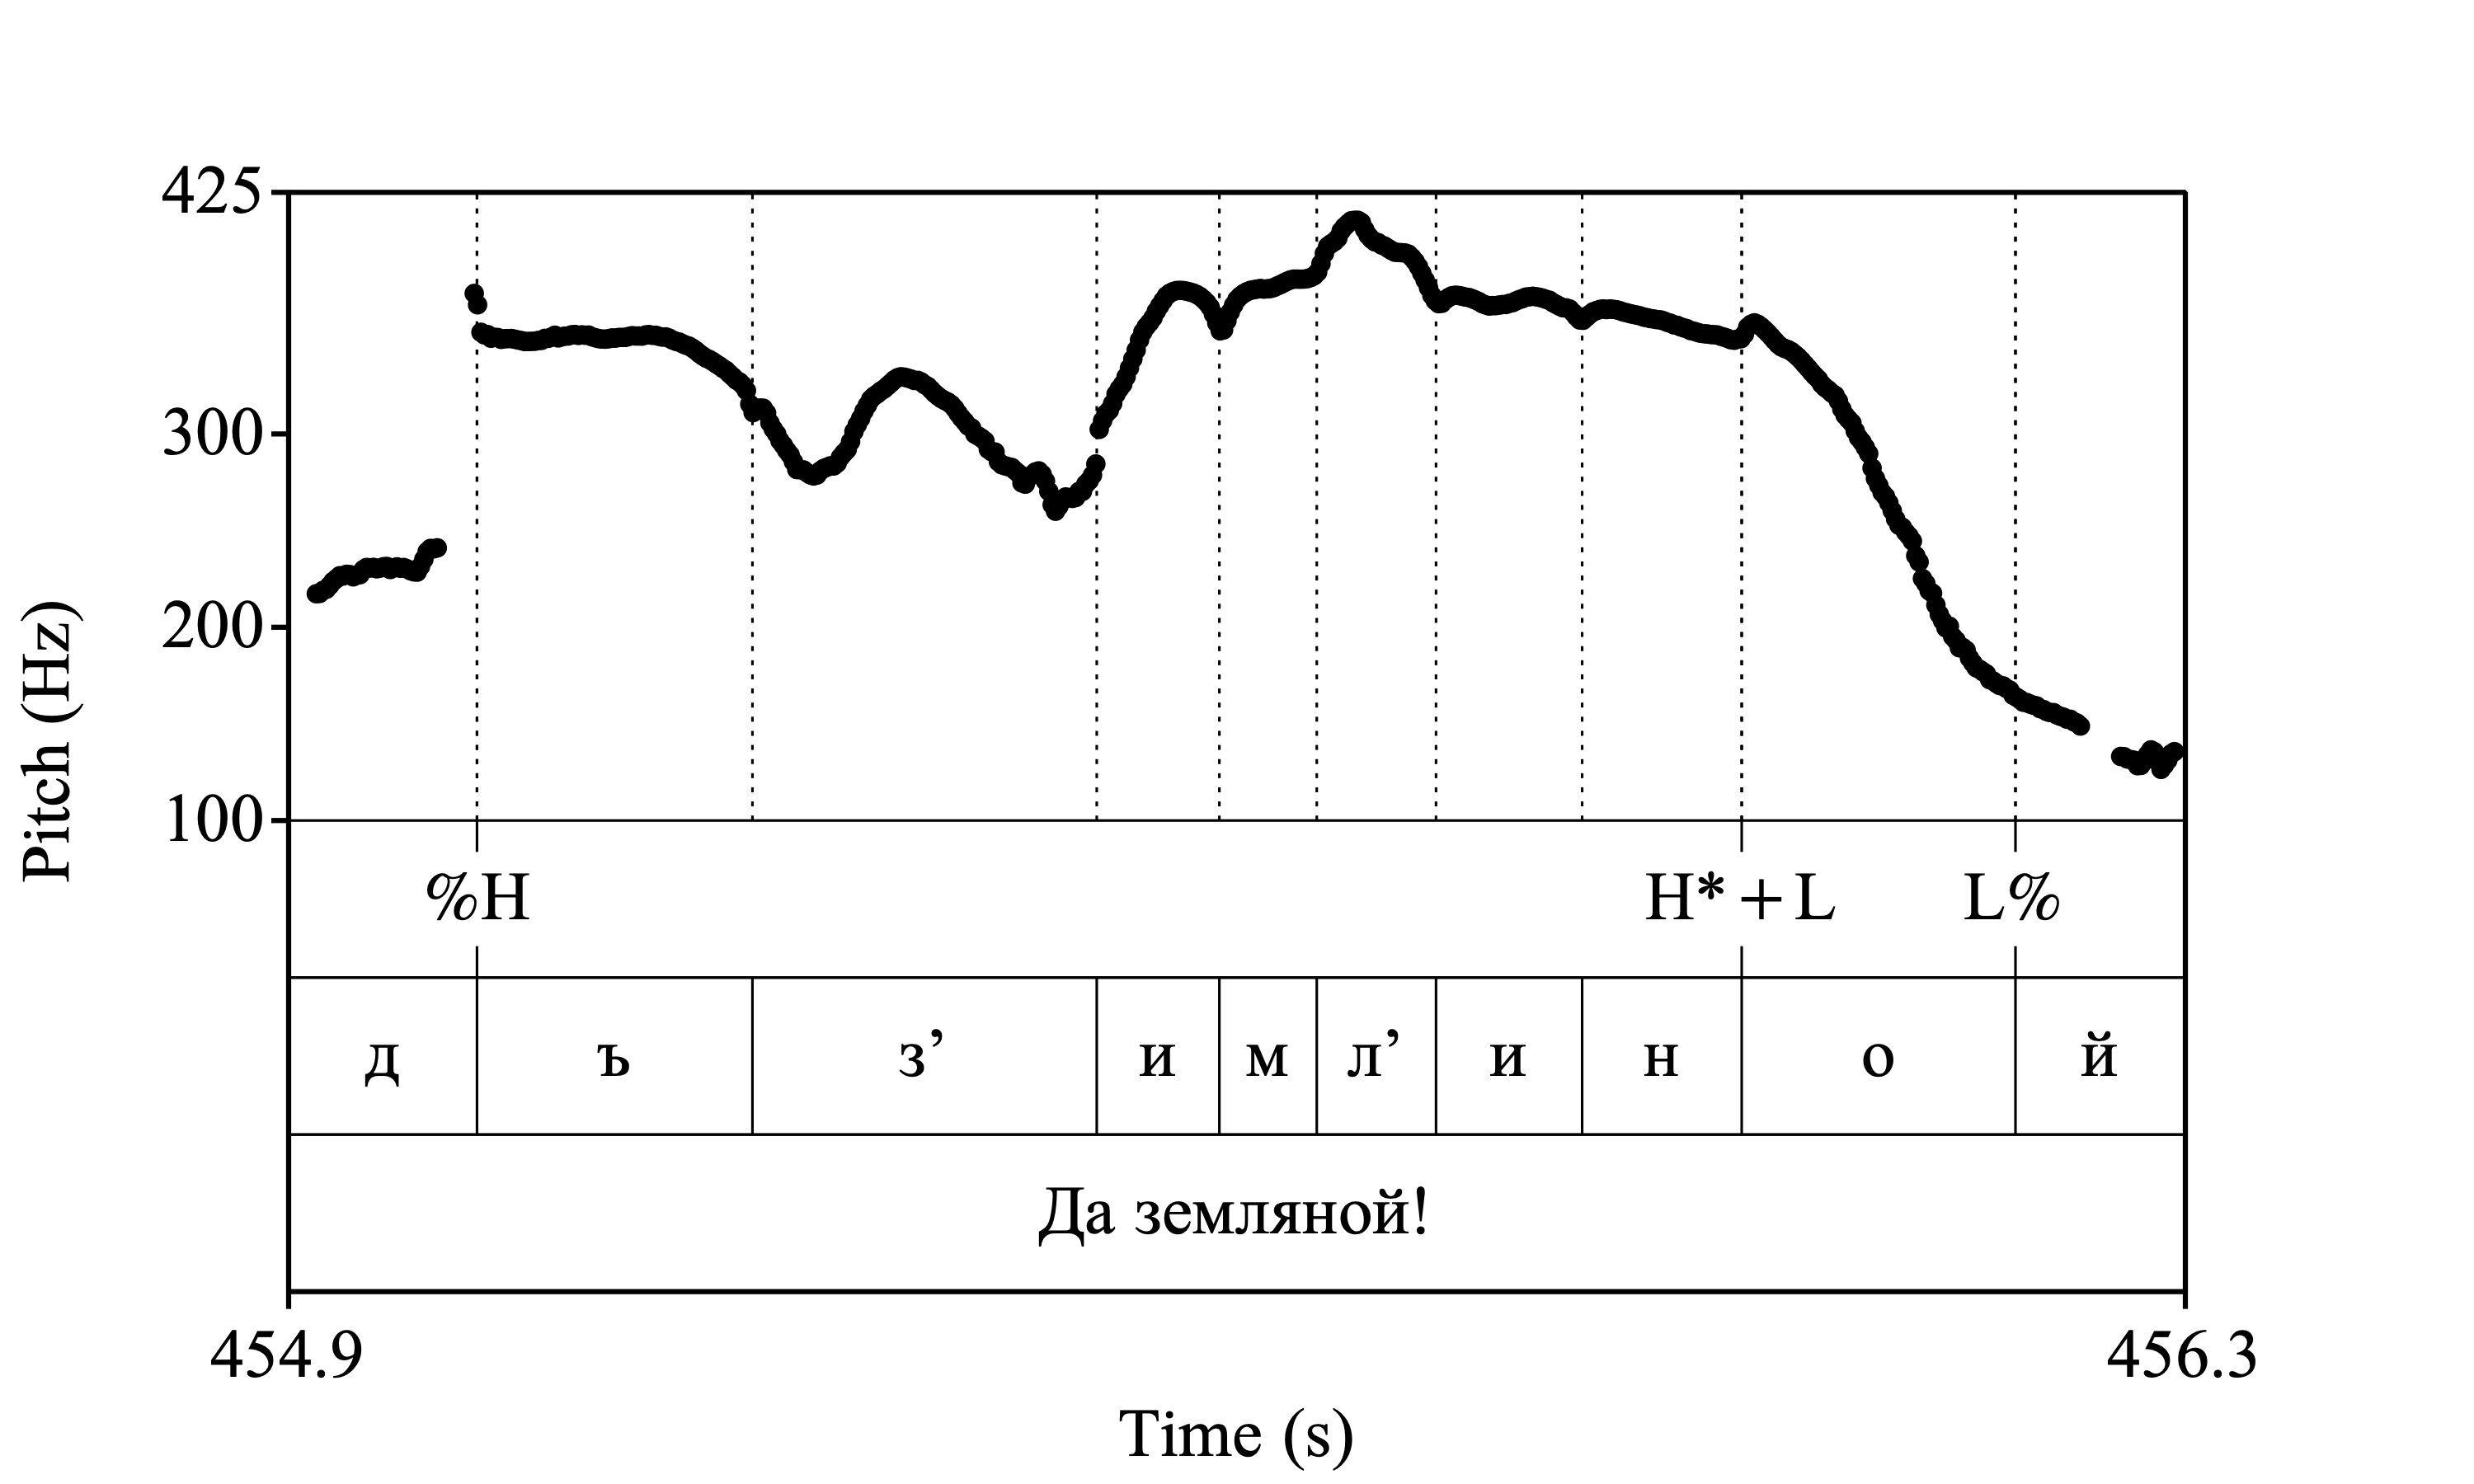 425
300
200
100
Pitch (Hz)
%H H*+L L%
д ъ з’ и м л’ и н о й
Да земляной!
454.9 456.3
Time (s)